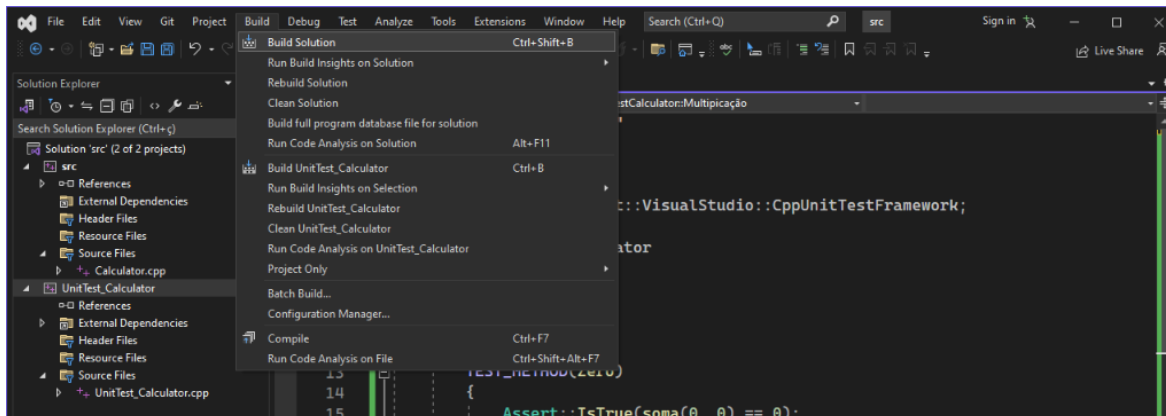 File Edit View Git Project Build Debug Test Analyze Tools Extensions Window Help Search (Ctrl+Q) src Sign in
Live Share
Build Solution Ctrl+Shift+B
Run Build Insights on Solution
Rebuild Solution
Clean Solution
Build full program database file for solution
Run Code Analysis on Solution Alt+F11
Build UnitTest_Calculator Ctrl+B
Run Build Insights on Selection
Rebuild UnitTest_Calculator
Clean UnitTest_Calculator
Run Code Analysis on UnitTest_Calculator
Project Only
Batch Build...
Configuration Manager...
Compile Ctrl+F7
Run Code Analysis on File Ctrl+Shift+Alt+F7
Solution Explorer
Search Solution Explorer (Ctrl+ç)
Solution 'src' (2 of 2 projects)
src
References
External Dependencies
Header Files
Resource Files
Source Files
Calculator.cpp
UnitTest_Calculator
References
External Dependencies
Header Files
Resource Files
Source Files
UnitTest_Calculator.cpp
stCalculator::Multipicação
"
t::VisualStudio::CppUnitTestFramework;
ator
13 TEST_METHOD(Zero)
14 {
15 Assert::IsTrue(soma(0, 0) == 0);